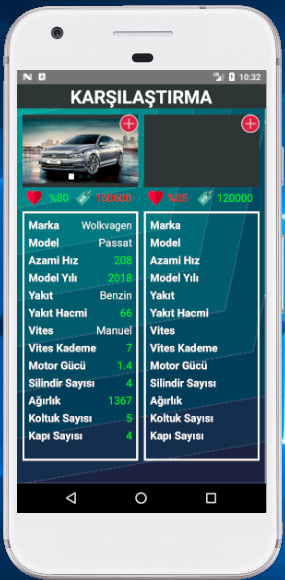 10:32
KARŞILAŞTIRMA
%80 130600 %85 120000
Marka Wolkvagen
Model Passat
Azami Hız 208
Model Yılı 2018
Yakıt Benzin
Yakıt Hacmi 66
Vites Manuel
Vites Kademe 7
Motor Gücü 1.4
Silindir Sayısı 4
Ağırlık 1367
Koltuk Sayısı 5
Kapı Sayısı 4
Marka
Model
Azami Hız
Model Yılı
Yakıt
Yakıt Hacmi
Vites
Vites Kademe
Motor Gücü
Silindir Sayısı
Ağırlık
Koltuk Sayısı
Kapı Sayısı